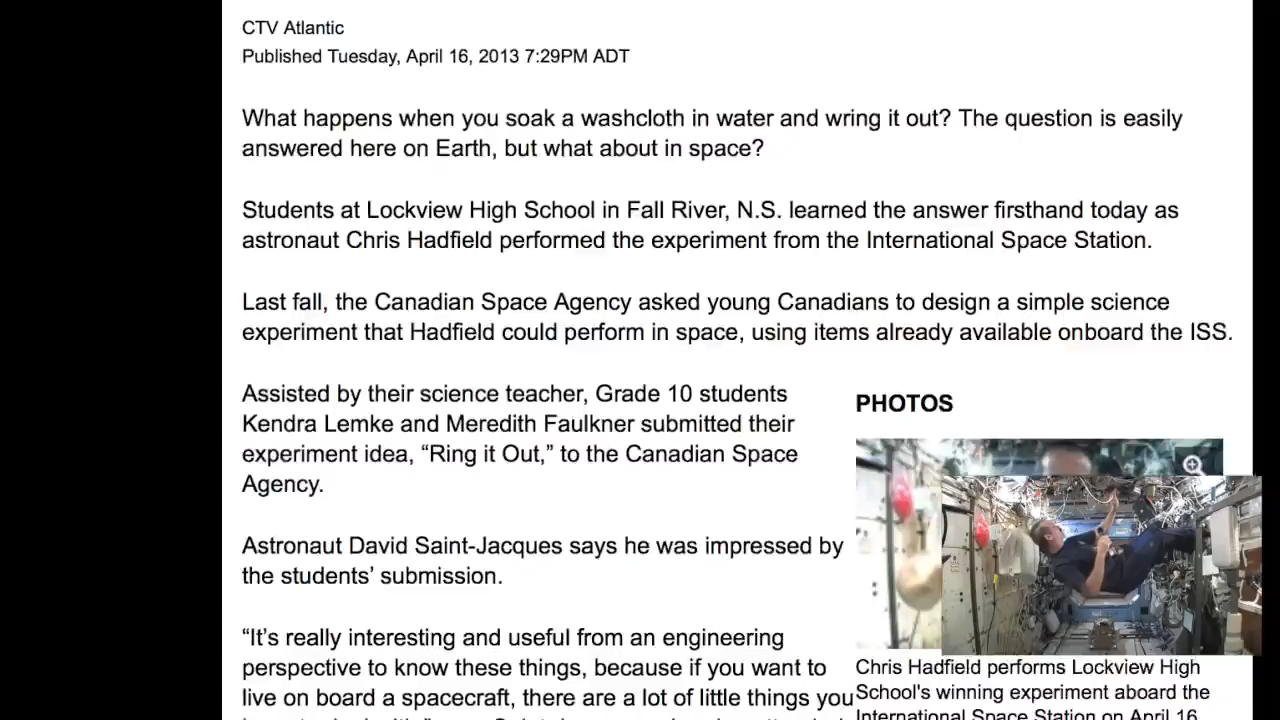 CTV Atlantic
Published Tuesday, April 16, 2013 7:29PM ADT
What happens when you soak a washcloth in water and wring it out? The question is easily
answered here on Earth, but what about in space?
Students at Lockview High School in Fall River, N.S. learned the answer firsthand today as
astronaut Chris Hadfield performed the experiment from the International Space Station.
Last fall, the Canadian Space Agency asked young Canadians to design a simple science
experiment that Hadfield could perform in space, using items already available onboard the ISS.
Assisted by their science teacher, Grade 10 students
Kendra Lemke and Meredith Faulkner submitted their
experiment idea, “Ring it Out,” to the Canadian Space
Agency.
Astronaut David Saint-Jacques says he was impressed by
the students’ submission.
“It’s really interesting and useful from an engineering
perspective to know these things, because if you want to
live on board a spacecraft, there are a lot of little things you
PHOTOS
Chris Hadfield performs Lockview High
School's winning experiment aboard the
International Space Station on April 16